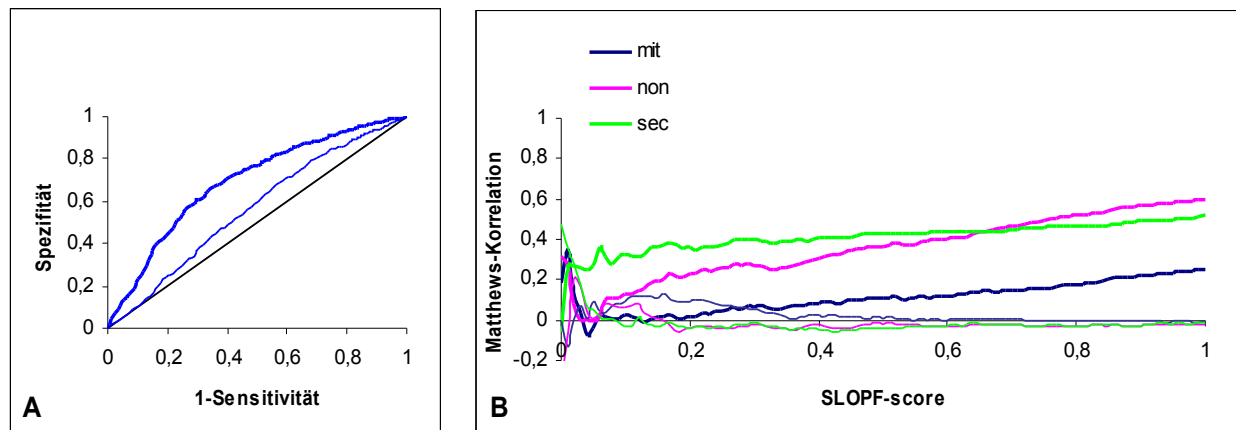 1
0,8
0,6
0,4
0,2
0
Spezifität
0 0,2 0,4 0,6 0,8 1
1-Sensitivität
A
mit
non
sec
1
0,8
0,6
0,4
0,2
0
-0,2
Matthews-Korrelation
0 0,2 0,4 0,6 0,8 1
SLOPF-score
B